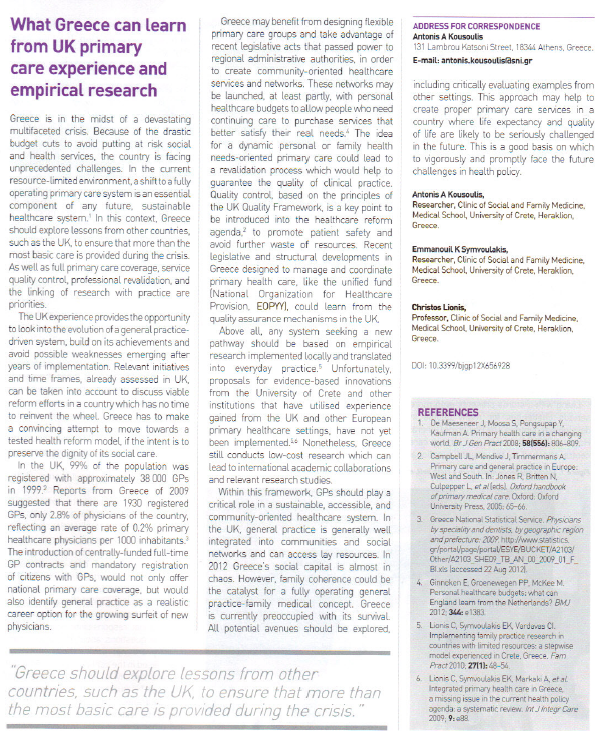 What Greece can learn
from UK primary
care experience and
empirical research
Greece is in the midst of a devastating
multifaceted crisis. Because of the drastic
budget cuts to avoid putting at risk social
and health services, the country is facing
unprecedented challenges. In the current
resource-limited environment, a shift to a fully
operating primary care system is an essential
component of any future, sustainable
healthcare system.1 In this context, Greece
should explore lessons from other countries,
such as the UK, to ensure that more than the
most basic care is provided during the crisis.
As well as full primary care coverage, service
quality control, professional revalidation, and
the linking of research with practice are
priorities.
The UK experience provides the opportunity
to look into the evolution of a general practice-
driven system, build on its achievements and
avoid possible weaknesses emerging after
years of implementation. Relevant initiatives
and time frames, already assessed in UK,
can be taken into account to discuss viable
reform efforts in a country which has no time
to reinvent the wheel. Greece has to make
a convincing attempt to move towards a
tested health reform model, if the intent is to
preserve the dignity of its social care.
In the UK, 99% of the population was
registered with approximately 38 000 GPs
in 1999.2 Reports from Greece of 2009
suggested that there are 1930 registered
GPs, only 2.8% of physicians of the country,
reflecting an average rate of 0.2% primary
healthcare physicians per 1000 inhabitants.3
The introduction of centrally-funded full-time
GP contracts and mandatory registration
of citizens with GPs, would not only offer
national primary care coverage, but would
also identify general practice as a realistic
career option for the growing surfeit of new
physicians.
Greece may benefit from designing flexible
primary care groups and take advantage of
recent legislative acts that passed power to
regional administrative authorities, in order
to create community-oriented healthcare
services and networks. These networks may
be launched, at least partly, with personal
healthcare budgets to allow people who need
continuing care to purchase services that
better satisfy their real needs.4 The idea
for a dynamic personal or family health
needs-oriented primary care could lead to
a revalidation process which would help to
guarantee the quality of clinical practice.
Quality control, based on the principles of
the UK Quality Framework, is a key point to
be introduced into the healthcare reform
agenda,2 to promote patient safety and
avoid further waste of resources. Recent
legislative and structural developments in
Greece designed to manage and coordinate
primary health care, like the unified fund
(National Organization for Healthcare
Provision, EOPYY), could learn from the
quality assurance mechanisms in the UK.
Above all, any system seeking a new
pathway should be based on empirical
research implemented locally and translated
into everyday practice.5 Unfortunately,
proposals for evidence-based innovations
from the University of Crete and other
institutions that have utilised experience
gained from the UK and other European
primary healthcare settings, have not yet
been implemented.5,6 Nonetheless, Greece
still conducts low-cost research which can
lead to international academic collaborations
and relevant research studies.
Within this framework, GPs should play a
critical role in a sustainable, accessible, and
community-oriented healthcare system. In
the UK, general practice is generally well
integrated into communities and social
networks and can access lay resources. In
2012 Greece's social capital is almost in
chaos. However, family coherence could be
the catalyst for a fully operating general
practice-family medical concept. Greece
is currently preoccupied with its survival.
All potential avenues should be explored,
"Greece should explore lessons from other
countries, such as the UK, to ensure that more than
the most basic care is provided during the crisis."
ADDRESS FOR CORRESPONDENCE
Antonis A Kousoulis
131 Lambrou Katsoni Street, 18344 Athens, Greece.
E-mail: antonis.kousoulis@sni.gr
including critically evaluating examples from
other settings. This approach may help to
create proper primary care services in a
country where life expectancy and quality
of life are likely to be seriously challenged
in the future. This is a good basis on which
to vigorously and promptly face the future
challenges in health policy.
Antonis A Kousoulis,
Researcher, Clinic of Social and Family Medicine,
Medical School, University of Crete, Heraklion,
Greece.
Emmanouil K Symvoulakis,
Researcher, Clinic of Social and Family Medicine,
Medical School, University of Crete, Heraklion,
Greece.
Christos Lionis,
Professor, Clinic of Social and Family Medicine,
Medical School, University of Crete, Heraklion,
Greece.
DOI: 10.3399/bjgp12X656928
REFERENCES
1. De Maeseneer J, Moosa S, Pongsupap Y,
Kaufman A. Primary health care in a changing
world. Br J Gen Pract 2008; 58(556): 806–809.
2. Campbell JL, Mendive J, Timmermans A.
Primary care and general practice in Europe:
West and South. In: Jones R, Britten N,
Culpepper L, et al (eds). Oxford handbook
of primary medical care. Oxford: Oxford
University Press, 2005: 65–66.
3. Greece National Statistical Service. Physicians
by specialty and dentists, by geographic region
and prefecture: 2009. http://www.statistics.
gr/portal/page/portal/ESYE/BUCKET/A2103/
Other/A2103_SHE09_TB_AN_00_2009_01_F_
BI.xls (accessed 22 Aug 2012).
4. Ginneken E, Groenewegen PP, McKee M.
Personal healthcare budgets: what can
England learn from the Netherlands? BMJ
2012; 344: e1383.
5. Lionis C, Symvoulakis EK, Vardavas CI.
Implementing family practice research in
countries with limited resources: a stepwise
model experienced in Crete, Greece. Fam
Pract 2010; 27(1): 48–54.
6. Lionis C, Symvoulakis EK, Markaki A, et al.
Integrated primary health care in Greece,
a missing issue in the current health policy
agenda: a systematic review. Int J Integr Care
2009; 9: e88.